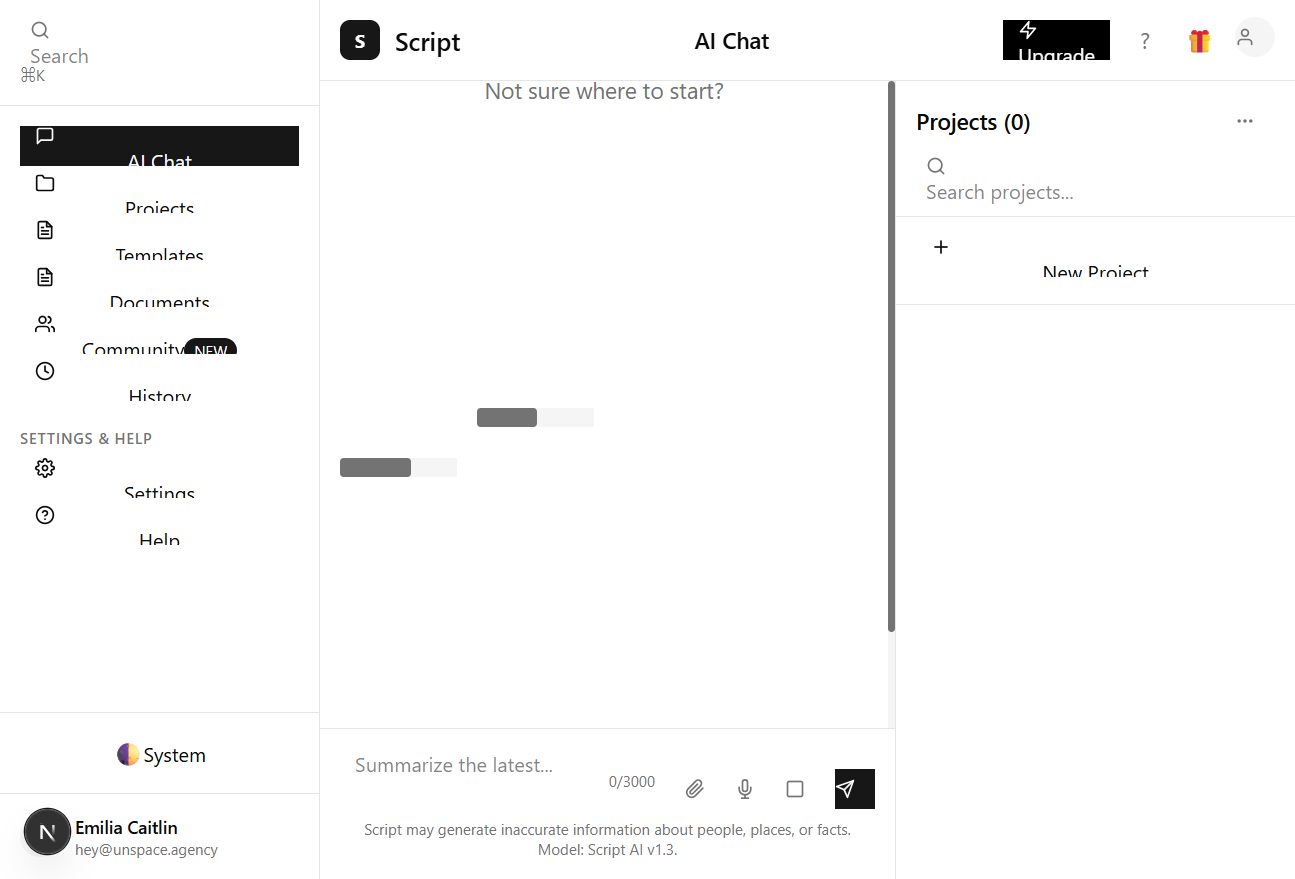 Search
⌘K
AI Chat
Projects
Templates
Documents
Community NEW
History
SETTINGS & HELP
Settings
Help
System
N
Emilia Caitlin
hey@unspace.agency
S
Script
AI Chat
Upgrade
?
Not sure where to start?
Summarize the latest...
0/3000
Script may generate inaccurate information about people, places, or facts.
Model: Script AI v1.3.
Projects (0)
Search projects...
New Project